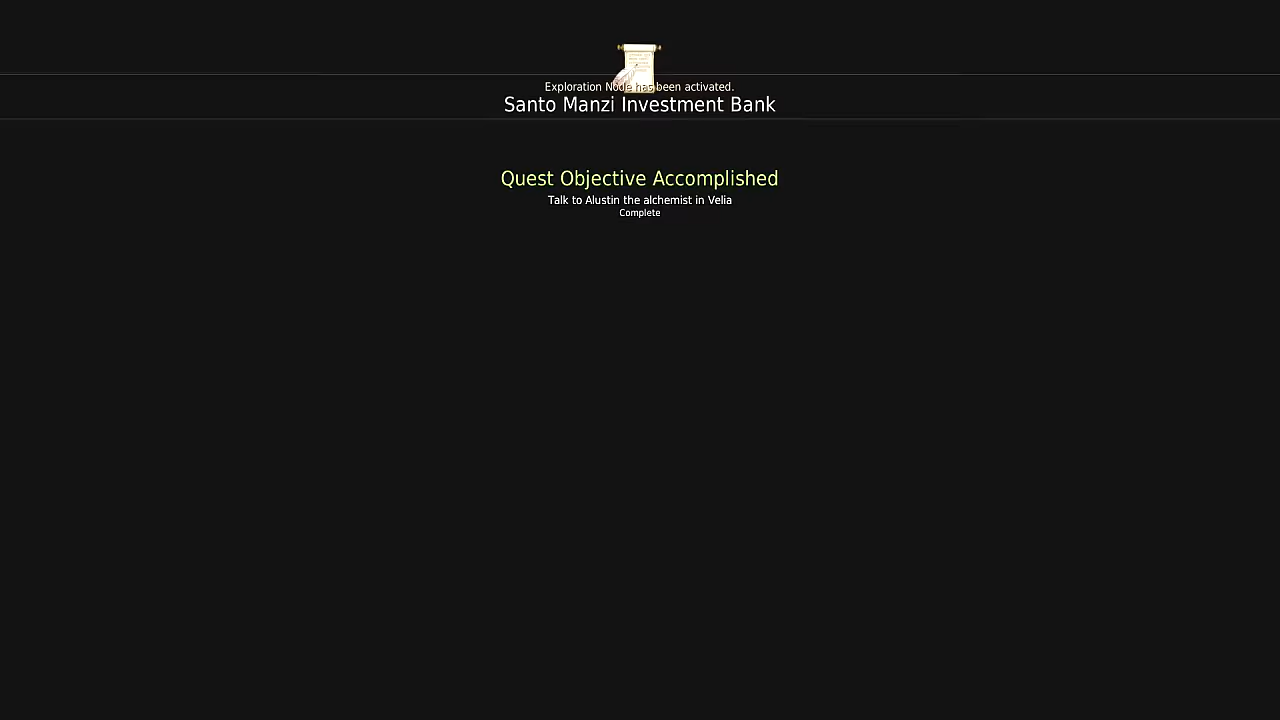 Exploration Node has been activated.
Santo Manzi Investment Bank
Quest Objective Accomplished
Talk to Alustin the alchemist in Velia
Complete